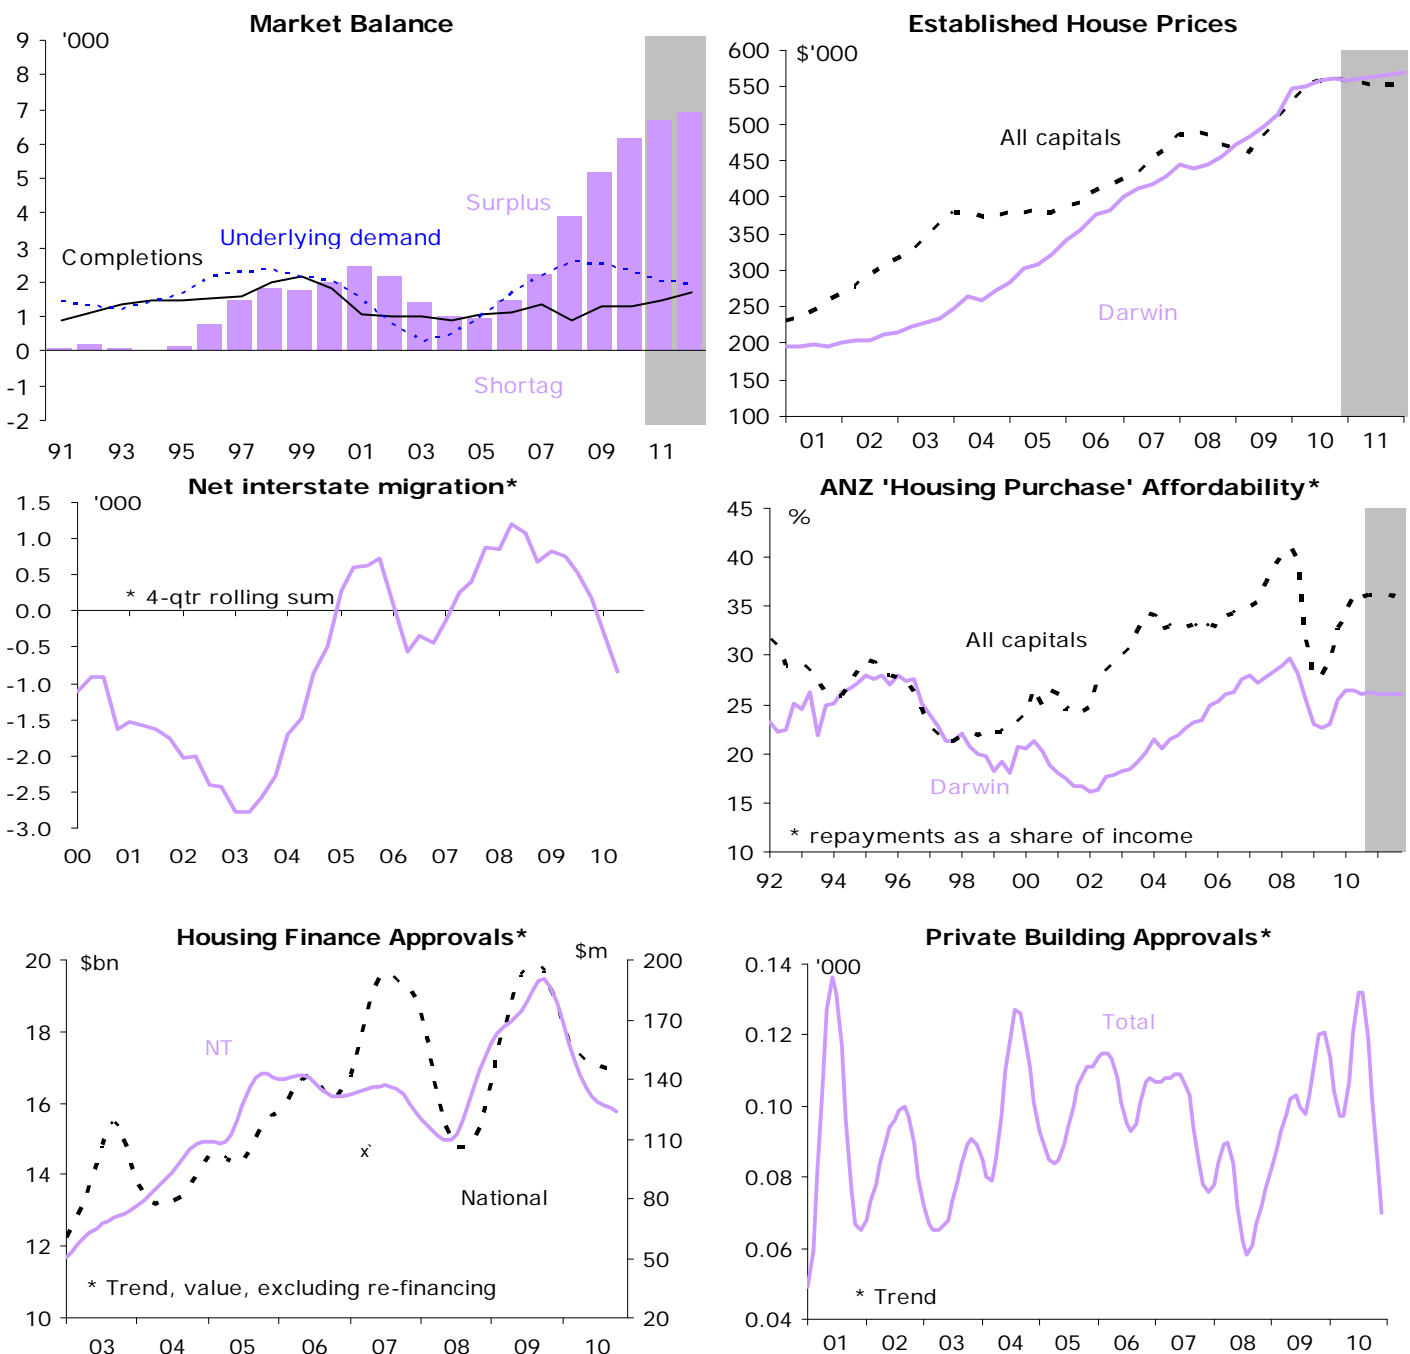 Market Balance
'000
9
8
7
6
5
4
3
2
1
0
-1
-2
Surplus
Underlying demand
Completions
Shortag
91 93 95 97 99 01 03 05 07 09 11
Established House Prices
$'000
600
550
500
450
400
350
300
250
200
150
100
All capitals
Darwin
01 02 03 04 05 06 07 08 09 10 11
Net interstate migration*
'000
1.5
1.0
0.5
0.0
-0.5
-1.0
-1.5
-2.0
-2.5
-3.0
* 4-qtr rolling sum
00 01 02 03 04 05 06 07 08 09 10
ANZ 'Housing Purchase' Affordability*
%
45
40
35
30
25
20
15
10
All capitals
Darwin
* repayments as a share of income
92 94 96 98 00 02 04 06 08 10
Housing Finance Approvals*
$bn
$m
20
18
16
14
12
10
200
170
140
110
80
50
20
NT
x`
National
* Trend, value, excluding re-financing
03 04 05 06 07 08 09 10
Private Building Approvals*
'000
0.14
0.12
0.10
0.08
0.06
0.04
Total
* Trend
01 02 03 04 05 06 07 08 09 10